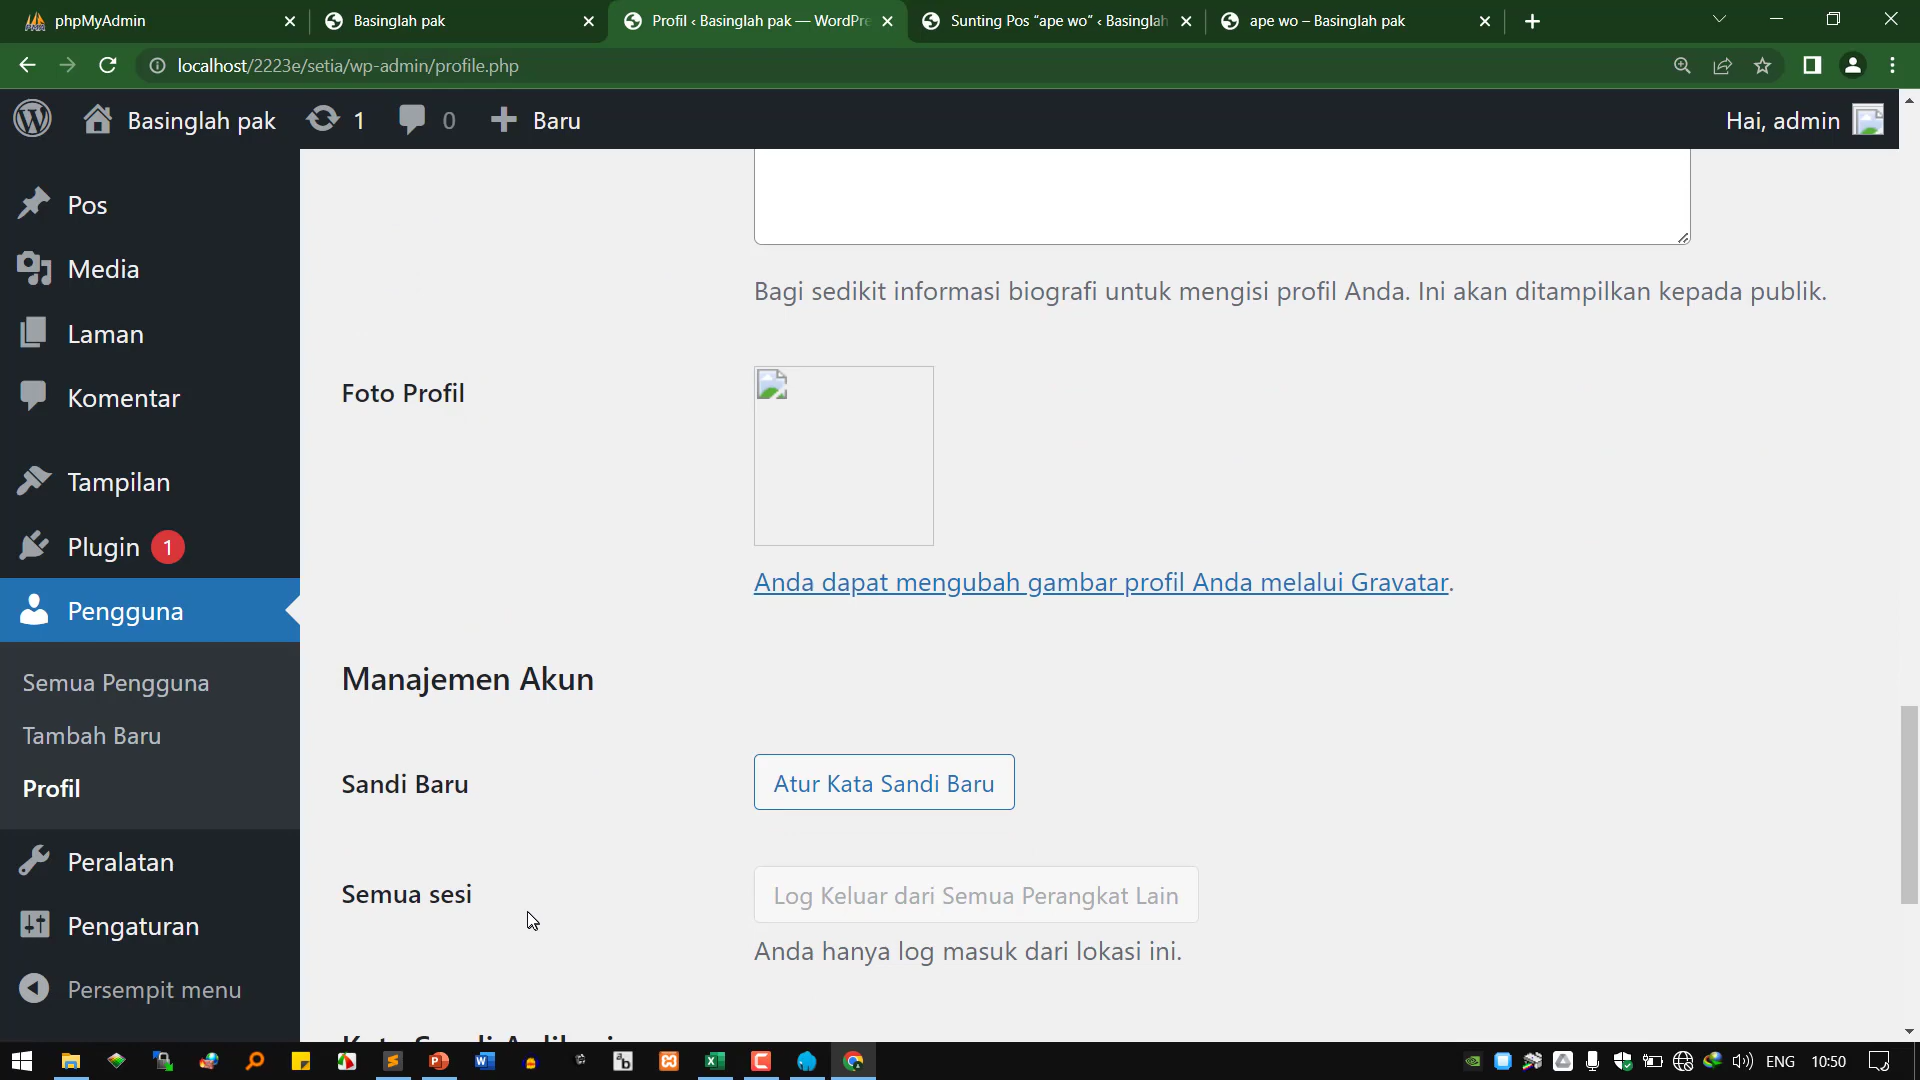 phpMyAdmin
Basinglah pak
Profil ‹ Basinglah pak — WordPre
Sunting Pos “ape wo” ‹ Basinglah
ape wo – Basinglah pak
localhost/2223e/setia/wp-admin/profile.php
Basinglah pak
1
0
Baru
Hai, admin
Pos
Media
Laman
Komentar
Tampilan
Plugin 1
Pengguna
Semua Pengguna
Tambah Baru
Profil
Peralatan
Pengaturan
Persempit menu
Bagi sedikit informasi biografi untuk mengisi profil Anda. Ini akan ditampilkan kepada publik.
Foto Profil
Anda dapat mengubah gambar profil Anda melalui Gravatar.
Manajemen Akun
Sandi Baru
Atur Kata Sandi Baru
Semua sesi
Log Keluar dari Semua Perangkat Lain
Anda hanya log masuk dari lokasi ini.
Kata Sandi Aplikasi
ENG
10:50